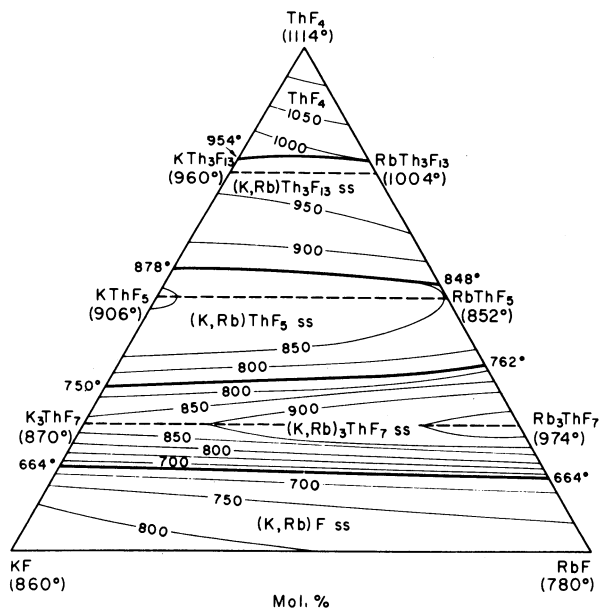 ThF₄
(1114°)
ThF₄
1050
1000
954°
KTh₃F₁₃
(960°)
RbTh₃F₁₃
(1004°)
(K,Rb)Th₃F₁₃ ss
950
900
878°
848°
KThF₅
(906°)
RbThF₅
(852°)
(K,Rb)ThF₅ ss
850
800
762°
750°
800
850
900
K₃ThF₇
(870°)
(K,Rb)₃ThF₇ ss
Rb₃ThF₇
(974°)
850
800
664°
700
664°
700
750
(K,Rb)F ss
800
KF
(860°)
RbF
(780°)
Mol. %